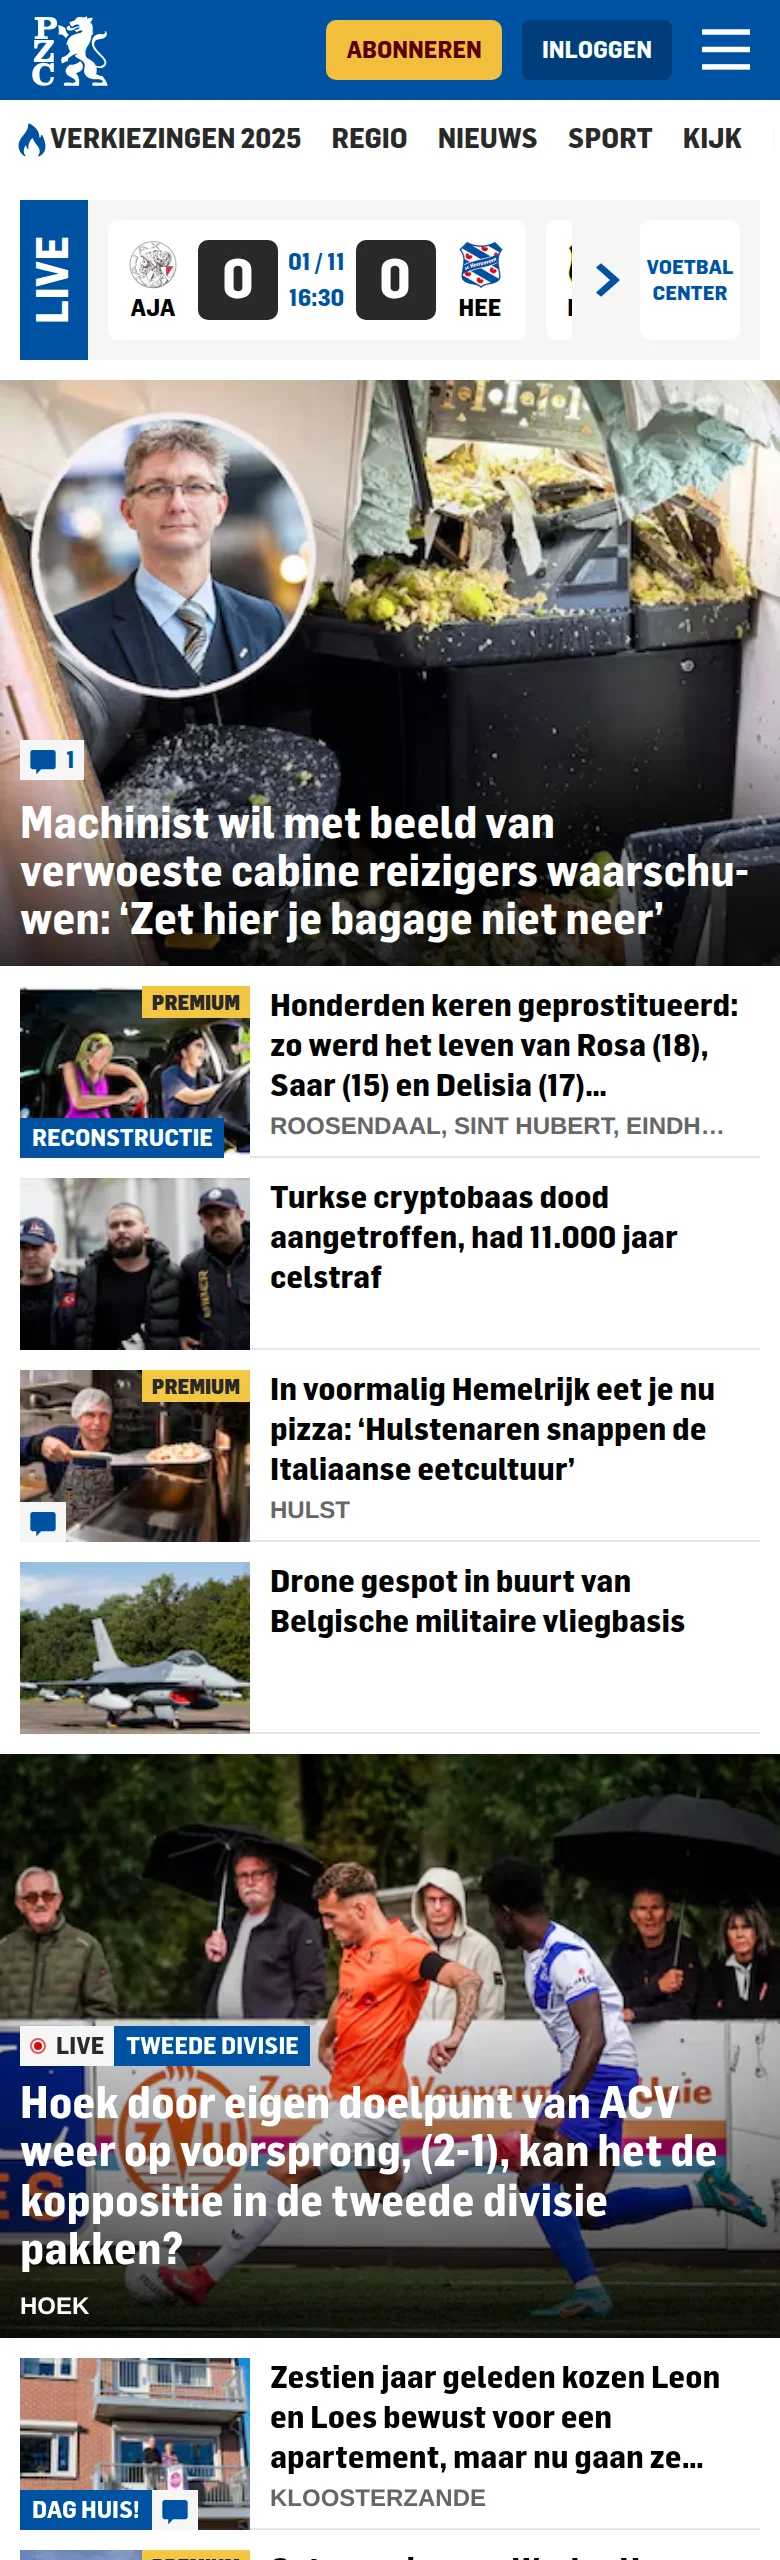 PZC
ABONNEREN
INLOGGEN
VERKIEZINGEN 2025
REGIO
NIEUWS
SPORT
KIJK
LIVE
AJA
0
01 / 11
16:30
0
HEE
VOETBAL
CENTER
1
Machinist wil met beeld van
verwoeste cabine reizigers waarschu-
wen: ‘Zet hier je bagage niet neer’
PREMIUM
RECONSTRUCTIE
Honderden keren geprostitueerd:
zo werd het leven van Rosa (18),
Saar (15) en Delisia (17)...
ROOSENDAAL, SINT HUBERT, EINDH...
Turkse cryptobaas dood
aangetroffen, had 11.000 jaar
celstraf
PREMIUM
In voormalig Hemelrijk eet je nu
pizza: ‘Hulstenaren snappen de
Italiaanse eetcultuur’
HULST
Drone gespot in buurt van
Belgische militaire vliegbasis
LIVE
TWEEDE DIVISIE
Hoek door eigen doelpunt van ACV
weer op voorsprong, (2-1), kan het de
koppositie in de tweede divisie
pakken?
HOEK
DAG HUIS!
Zestien jaar geleden kozen Leon
en Loes bewust voor een
apartement, maar nu gaan ze...
KLOOSTERZANDE